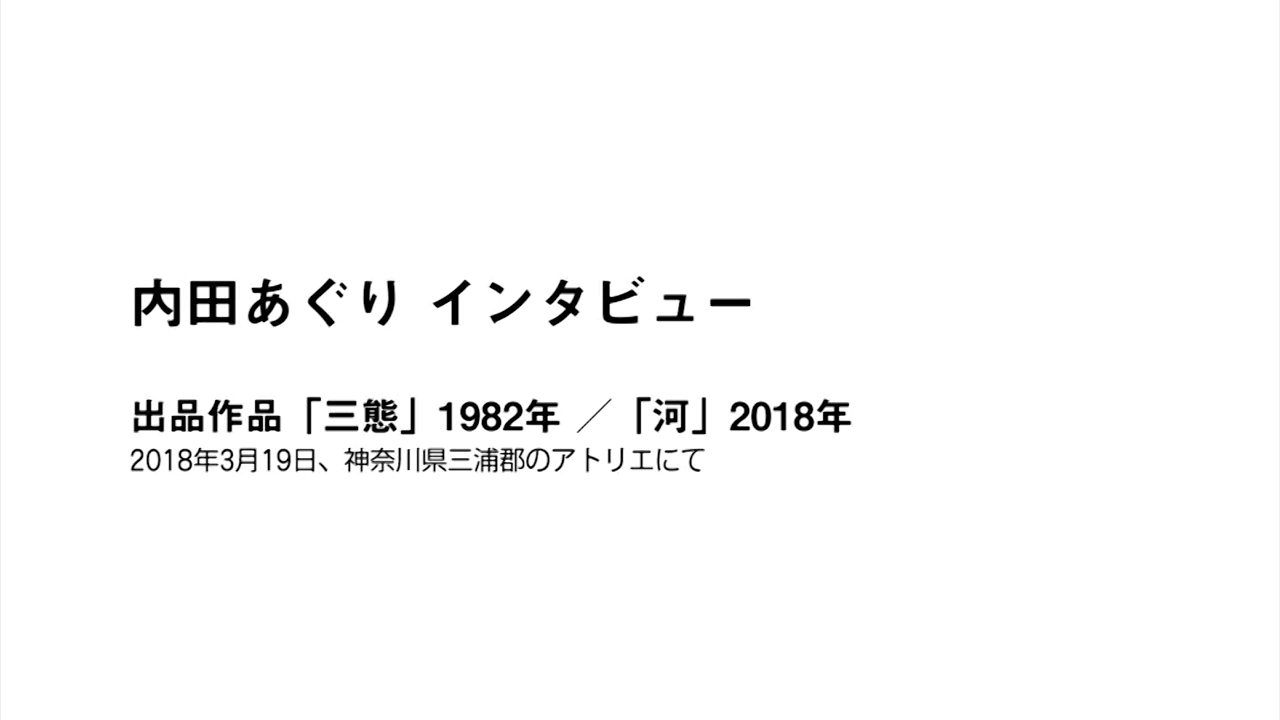 内田あぐり インタビュー
出品作品「三態」1982年 ／「河」2018年
2018年3月19日、神奈川県三浦郡のアトリエにて